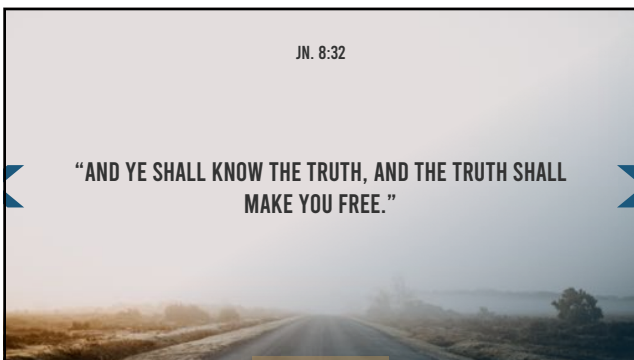 JN. 8:32
“AND YE SHALL KNOW THE TRUTH, AND THE TRUTH SHALL
MAKE YOU FREE.”